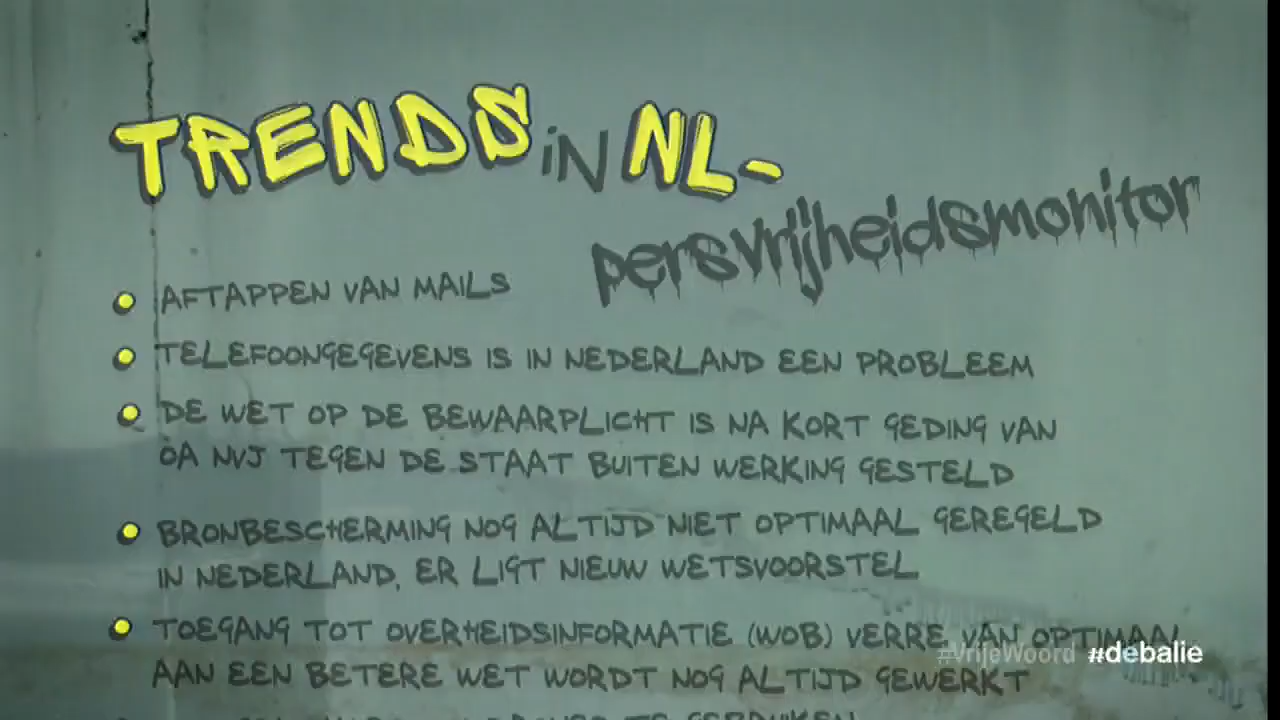 TRENDS IN NL-
persvrijheidsmonitor
AFTAPPEN VAN MAILS
TELEFOONGEGEVENS IS IN NEDERLAND EEN PROBLEEM
DE WET OP DE BEWAARPLICHT IS NA KORT GEDING VAN
OA NVJ TEGEN DE STAAT BUITEN WERKING GESTELD
BRONBESCHERMING NOG ALTIJD NIET OPTIMAAL GEREGELD
IN NEDERLAND, ER LIGT NIEUW WETSVOORSTEL
TOEGANG TOT OVERHEIDSINFORMATIE (WOB) VERRE VAN OPTIMAAL
#VrijeWoord #debalie
AAN EEN BETERE WET WORDT NOG ALTIJD GEWERKT